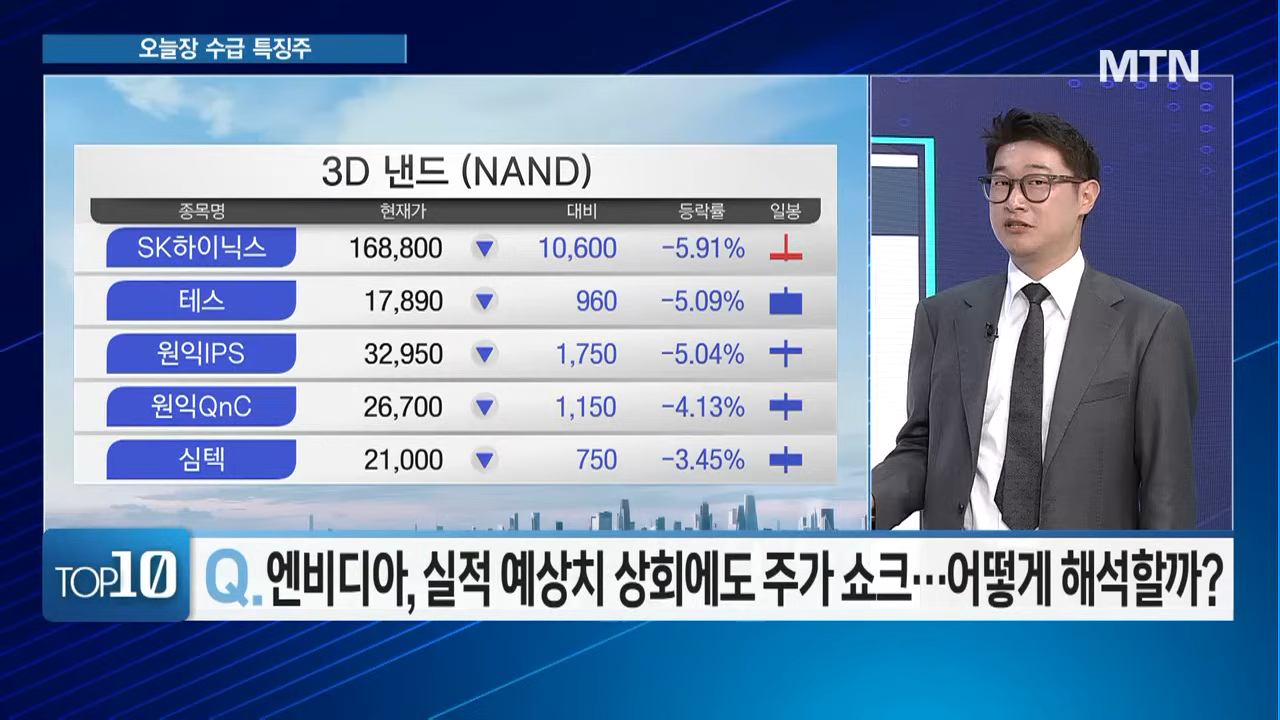 오늘장 수급 특징주
MTN
3D 낸드 (NAND)
종목명 현재가 대비 등락률 일봉
SK하이닉스 168,800 ▼ 10,600 -5.91%
테스 17,890 ▼ 960 -5.09%
원익IPS 32,950 ▼ 1,750 -5.04%
원익QnC 26,700 ▼ 1,150 -4.13%
심텍 21,000 ▼ 750 -3.45%
TOP10 Q. 엔비디아, 실적 예상치 상회에도 주가 쇼크…어떻게 해석할까?